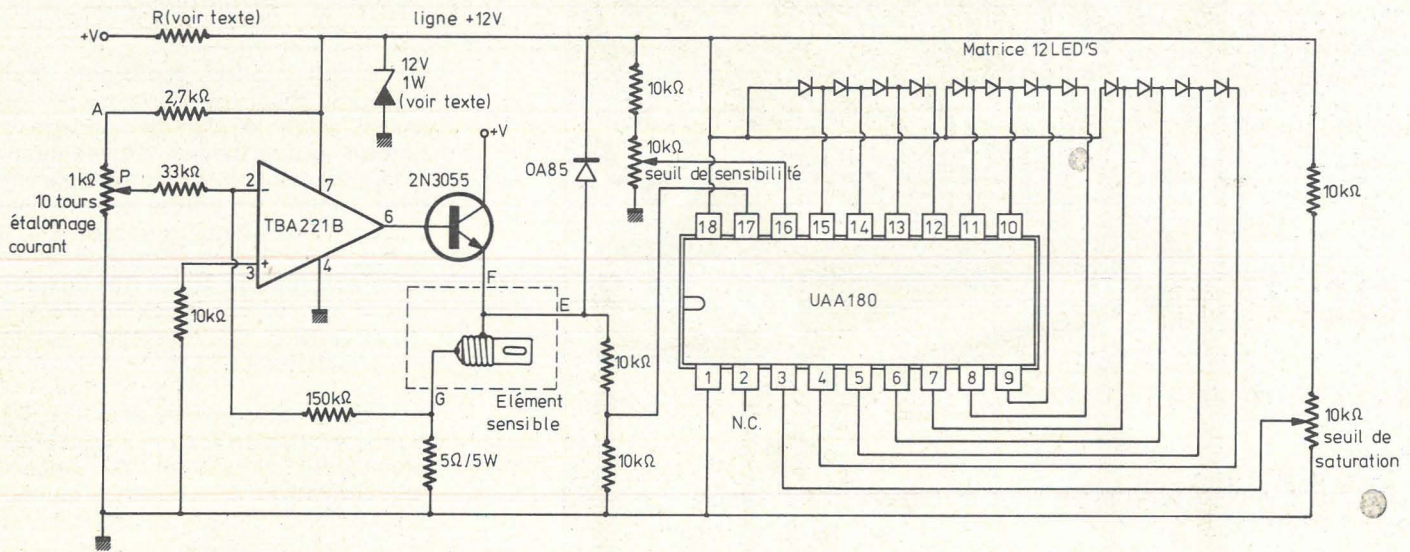 R(voir texte)
ligne +12V
+V
Matrice 12LED'S
12V
1W
(voir texte)
10kΩ
A
2,7kΩ
+V
OA85
10kΩ
seuil de sensibilité
1kΩ
P
33kΩ
2N3055
10kΩ
10 tours
étalonnage
courant
2
-
7
TBA221B
6
+
3
4
18
17
16
15
14
13
12
11
10
F
10kΩ
E
UAA180
10kΩ
G
150kΩ
Elément
sensible
1
2
3
4
5
6
7
8
9
N.C.
10kΩ
seuil de
saturation
5Ω/5W
10kΩ